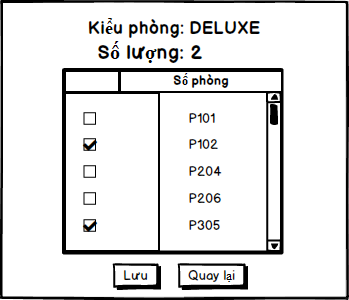 Kiểu phòng: DELUXE
Số lượng: 2
Số phòng
P101
P102
P204
P206
P305
Lưu Quay lại